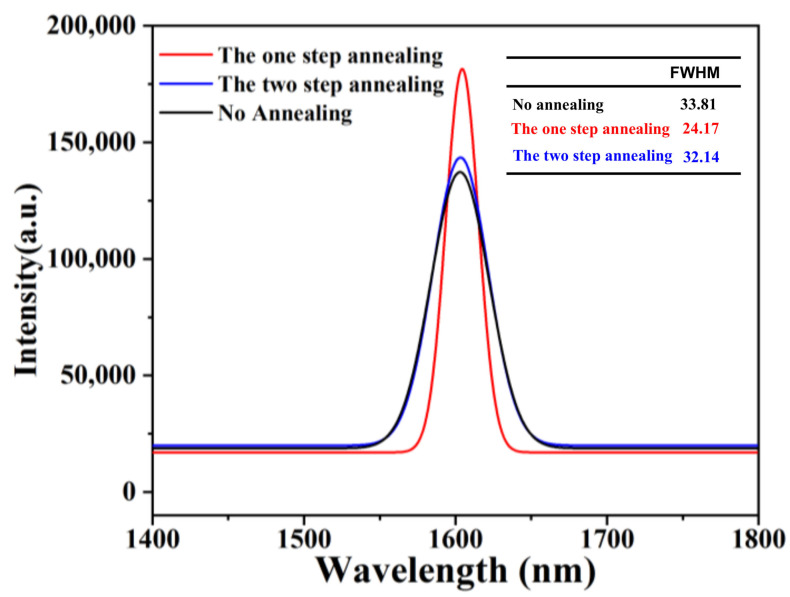 200,000
150,000
100,000
50,000
0
Intensity(a.u.)
The one step annealing
The two step annealing
No Annealing
FWHM
No annealing 33.81
The one step annealing 24.17
The two step annealing 32.14
1400 1500 1600 1700 1800
Wavelength (nm)